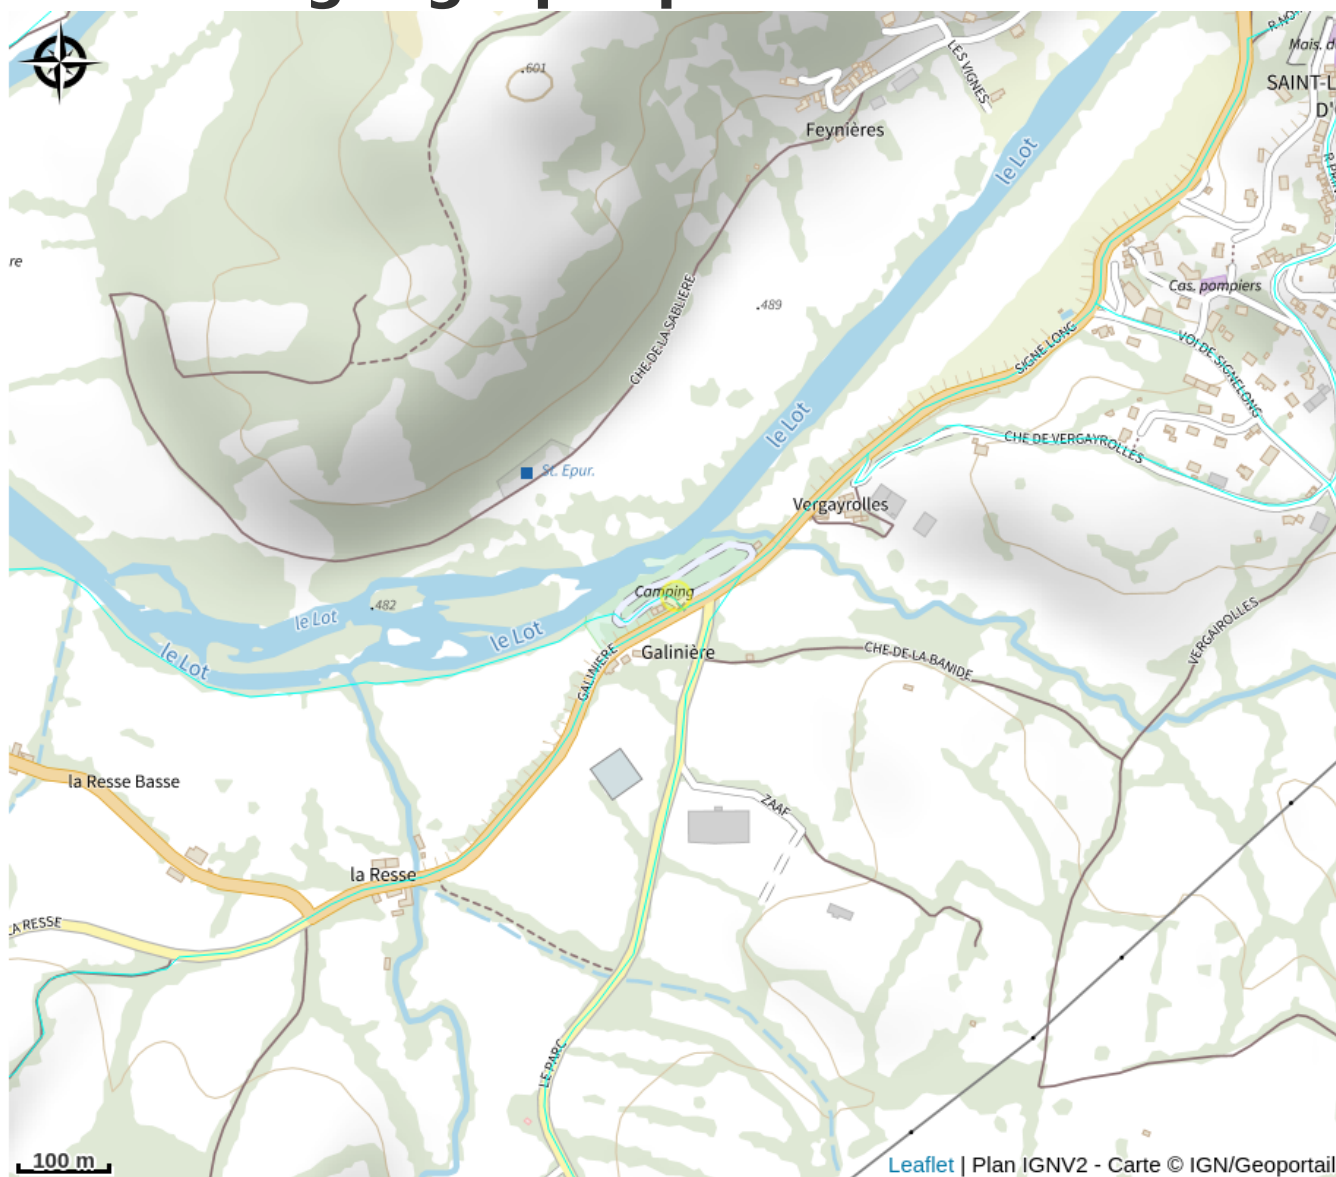 601
LES VIGNES
Mais. d
SAINT-L
D'
Feynières
le Lot
re
Cas. pompiers
CHE-DE-LA-SABLIERE
489
SIGNE LONG
VOI DE SIGNELONG
le Lot
CHE DE VERGAYROLLES
St. Epur.
Vergayrolles
Camping
482
le Lot
le Lot
le Lot
GALINIERE
Galinière
CHE-DE-LA-BANIDE
VERGAIROLLES
la Resse Basse
ZAAF
la Resse
A RESSE
LE PARC
100 m
Leaflet | Plan IGNV2 - Carte © IGN/Geoportail